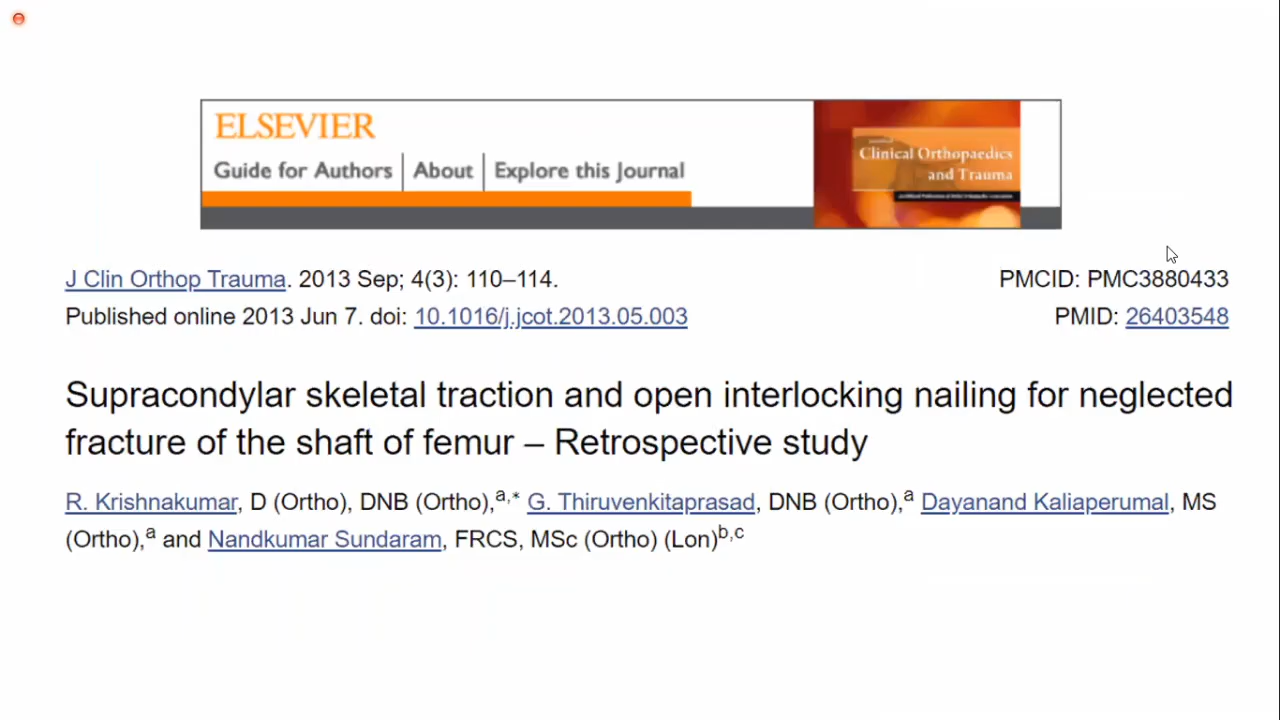 ELSEVIER
Guide for Authors | About | Explore this Journal
Clinical Orthopaedics
and Trauma
J Clin Orthop Trauma. 2013 Sep; 4(3): 110–114.
PMCID: PMC3880433
Published online 2013 Jun 7. doi: 10.1016/j.jcot.2013.05.003
PMID: 26403548
Supracondylar skeletal traction and open interlocking nailing for neglected
fracture of the shaft of femur – Retrospective study
R. Krishnakumar, D (Ortho), DNB (Ortho),a,* G. Thiruvenkitaprasad, DNB (Ortho),a Dayanand Kaliaperumal, MS
(Ortho),a and Nandkumar Sundaram, FRCS, MSc (Ortho) (Lon)b,c